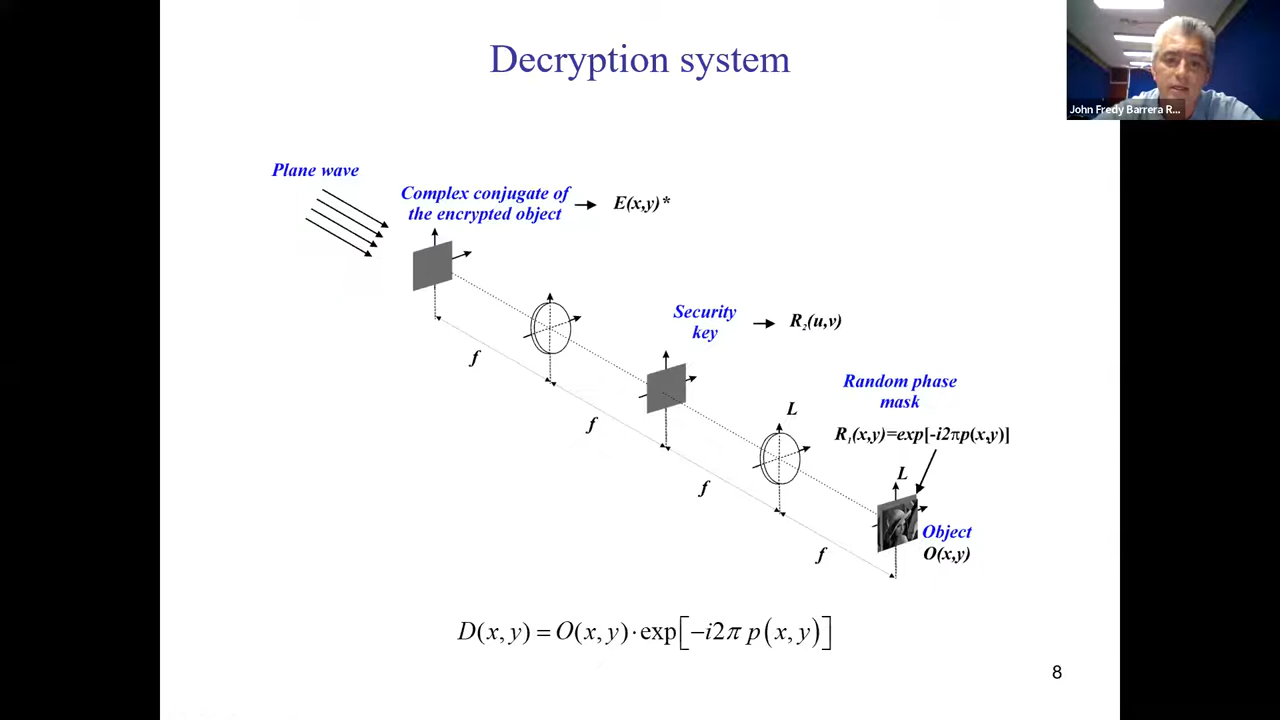 Decryption system
John Fredy Barrera R...
Plane wave
Complex conjugate of
the encrypted object
E(x,y)*
f
Security
key
R₂(u,v)
f
Random phase
mask
L
R₁(x,y)=exp[-i2πp(x,y)]
f
L
Object
O(x,y)
f
D(x, y) = O(x, y) · exp[−i2π p(x, y)]
8